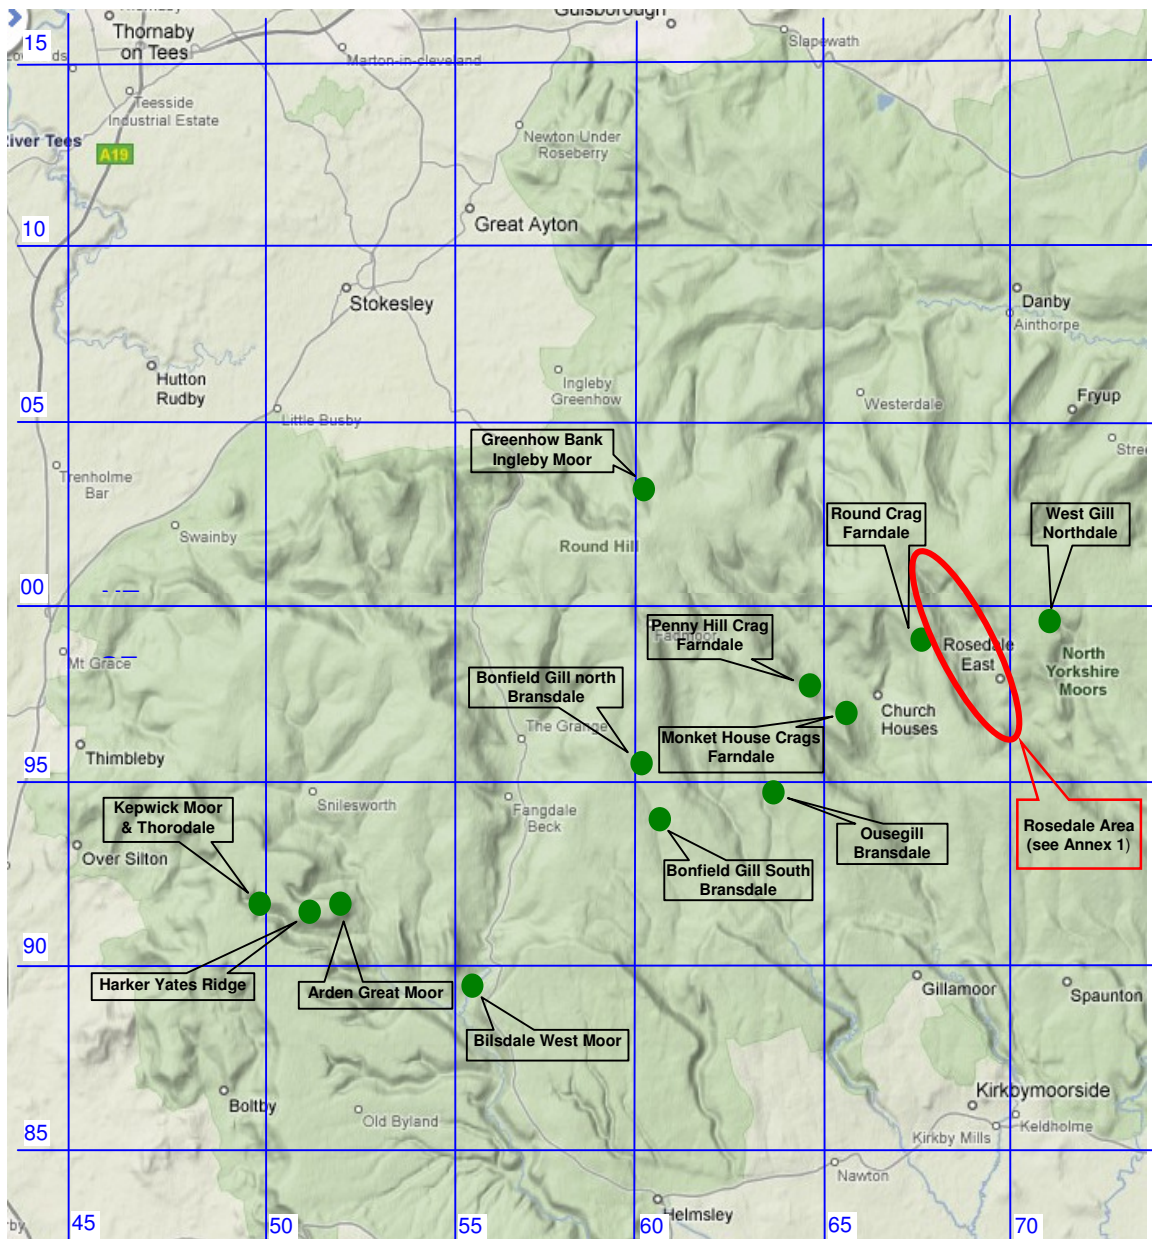 Guisborough
Thornaby
on Tees
15
Slapewath
Marton-in-cleveland
Teesside
Industrial Estate
River Tees
A19
Newton Under
Roseberry
10
Great Ayton
Stokesley
Danby
Ainthorpe
Hutton
Rudby
Ingleby
Greenhow
05
Westerdale
Fryup
Little Busby
Greenhow Bank
Ingleby Moor
Stree
Trenholme
Bar
Swainby
Round Crag
Farndale
West Gill
Northdale
Round Hill
00
Penny Hill Crag
Farndale
Fadmoor
Rosedale
East
North
Yorkshire
Moors
Mt Grace
Bonfield Gill north
Bransdale
Church
Houses
The Grange
Monket House Crags
Farndale
Thimbleby
95
Kepwick Moor
& Thorodale
Snilesworth
Fangdale
Beck
Rosedale Area
(see Annex 1)
Ousegill
Bransdale
Over Silton
Bonfield Gill South
Bransdale
90
Harker Yates Ridge
Arden Great Moor
Gillamoor
Spaunton
Bilsdale West Moor
Boltby
Old Byland
Kirkbymoorside
Keldholme
Kirkby Mills
85
Nawton
Helmsley
rby
45
50
55
60
65
70